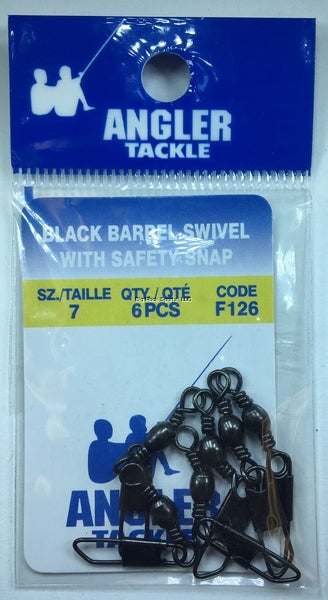 ANGLER
TACKLE
BLACK BARREL SWIVEL
WITH SAFETY SNAP
SZ./TAILLE QTY./QTÉ CODE
7 6PCS F126
ANGLER
TACKLE